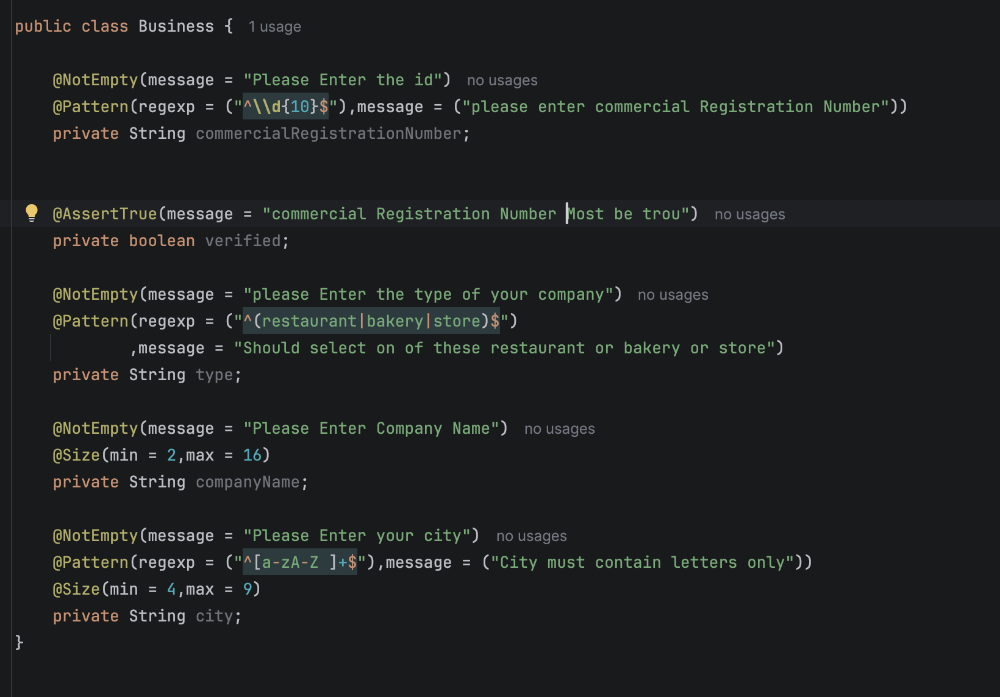 public class Business {  1 usage
@NotEmpty(message = "Please Enter the id")  no usages
@Pattern(regexp = ("^\\d{10}$"),message = ("please enter commercial Registration Number"))
private String commercialRegistrationNumber;
@AssertTrue(message = "commercial Registration Number Most be trou")  no usages
private boolean verified;
@NotEmpty(message = "please Enter the type of your company")  no usages
@Pattern(regexp = ("^(restaurant|bakery|store)$")
,message = "Should select on of these restaurant or bakery or store")
private String type;
@NotEmpty(message = "Please Enter Company Name")  no usages
@Size(min = 2,max = 16)
private String companyName;
@NotEmpty(message = "Please Enter your city")  no usages
@Pattern(regexp = ("^[a-zA-Z ]+$"),message = ("City must contain letters only"))
@Size(min = 4,max = 9)
private String city;
}